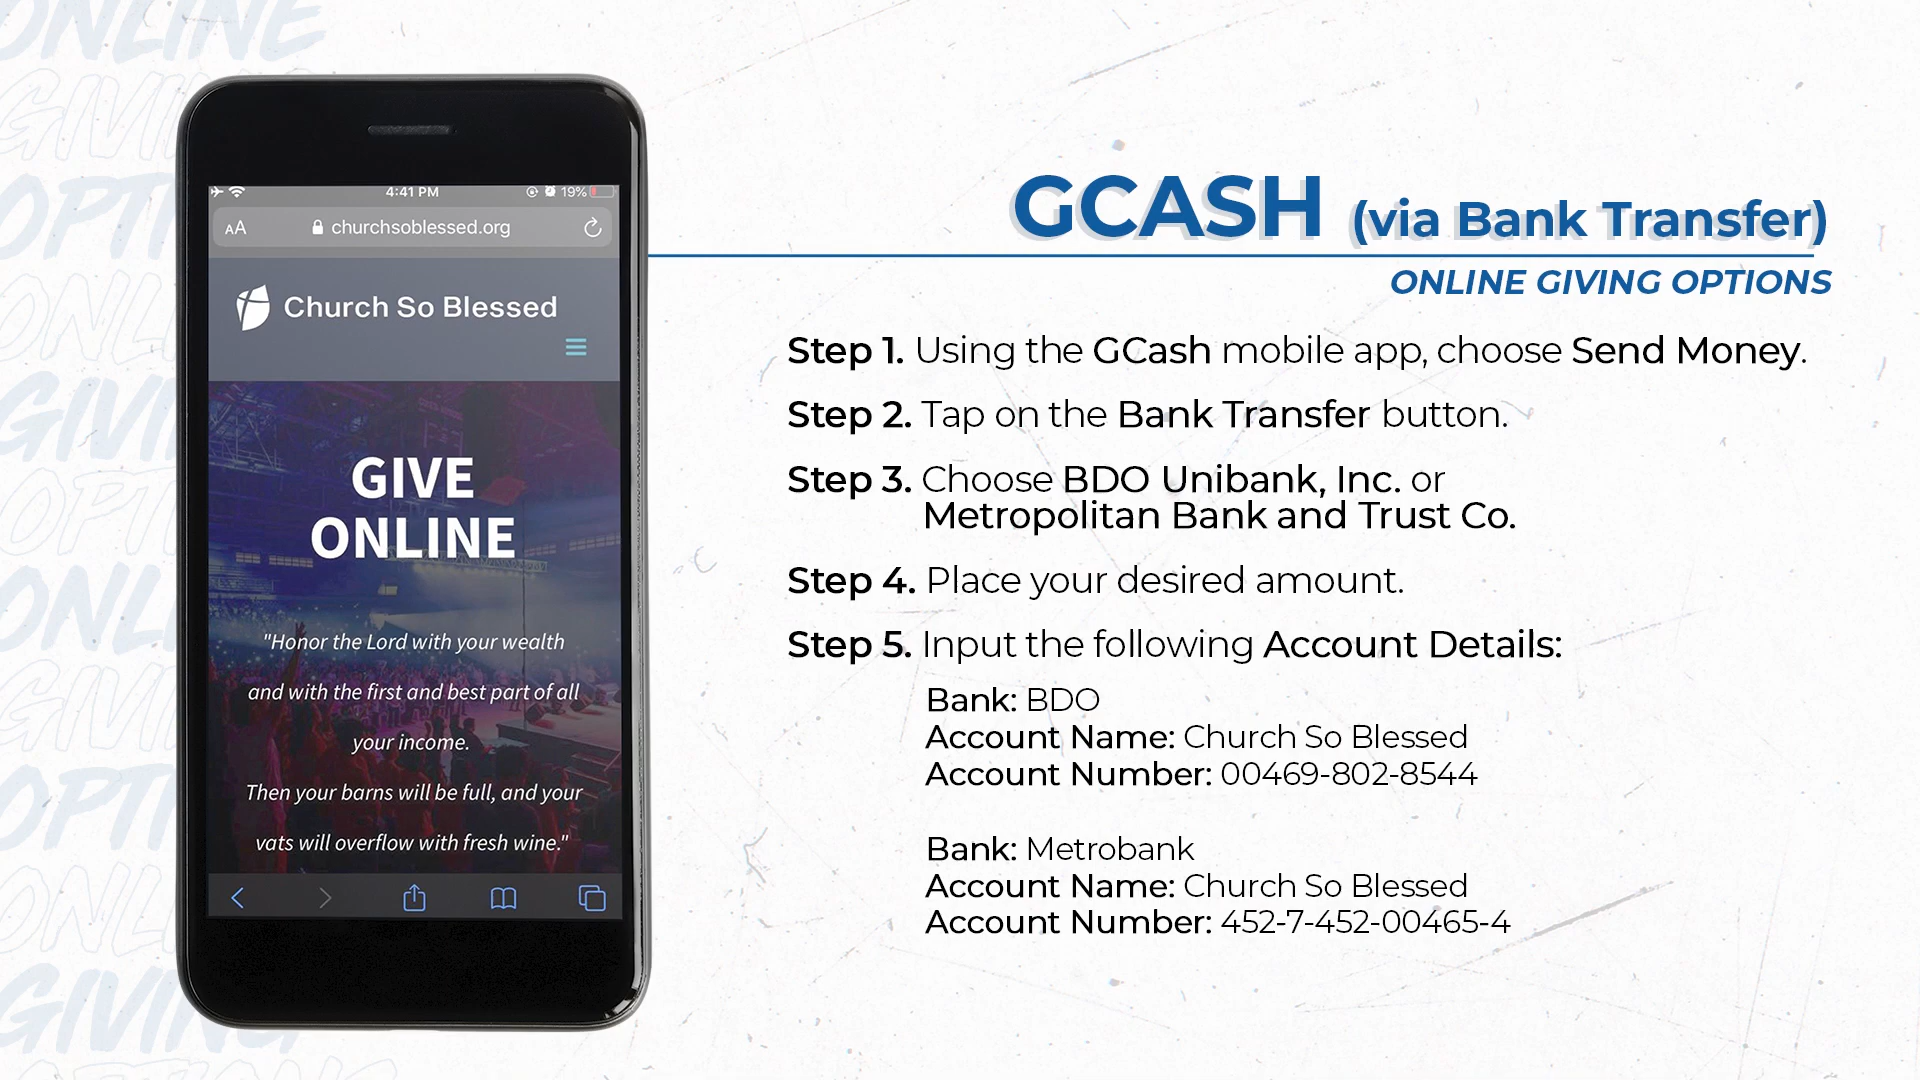 4:41 PM
19%
AA
churchsoblessed.org
Church So Blessed
GIVE
ONLINE
"Honor the Lord with your wealth
and with the first and best part of all
your income.
Then your barns will be full, and your
vats will overflow with fresh wine."
GCASH (via Bank Transfer)
ONLINE GIVING OPTIONS
Step 1. Using the GCash mobile app, choose Send Money.
Step 2. Tap on the Bank Transfer button.
Step 3. Choose BDO Unibank, Inc. or
Metropolitan Bank and Trust Co.
Step 4. Place your desired amount.
Step 5. Input the following Account Details:
Bank: BDO
Account Name: Church So Blessed
Account Number: 00469-802-8544
Bank: Metrobank
Account Name: Church So Blessed
Account Number: 452-7-452-00465-4
ONLINE